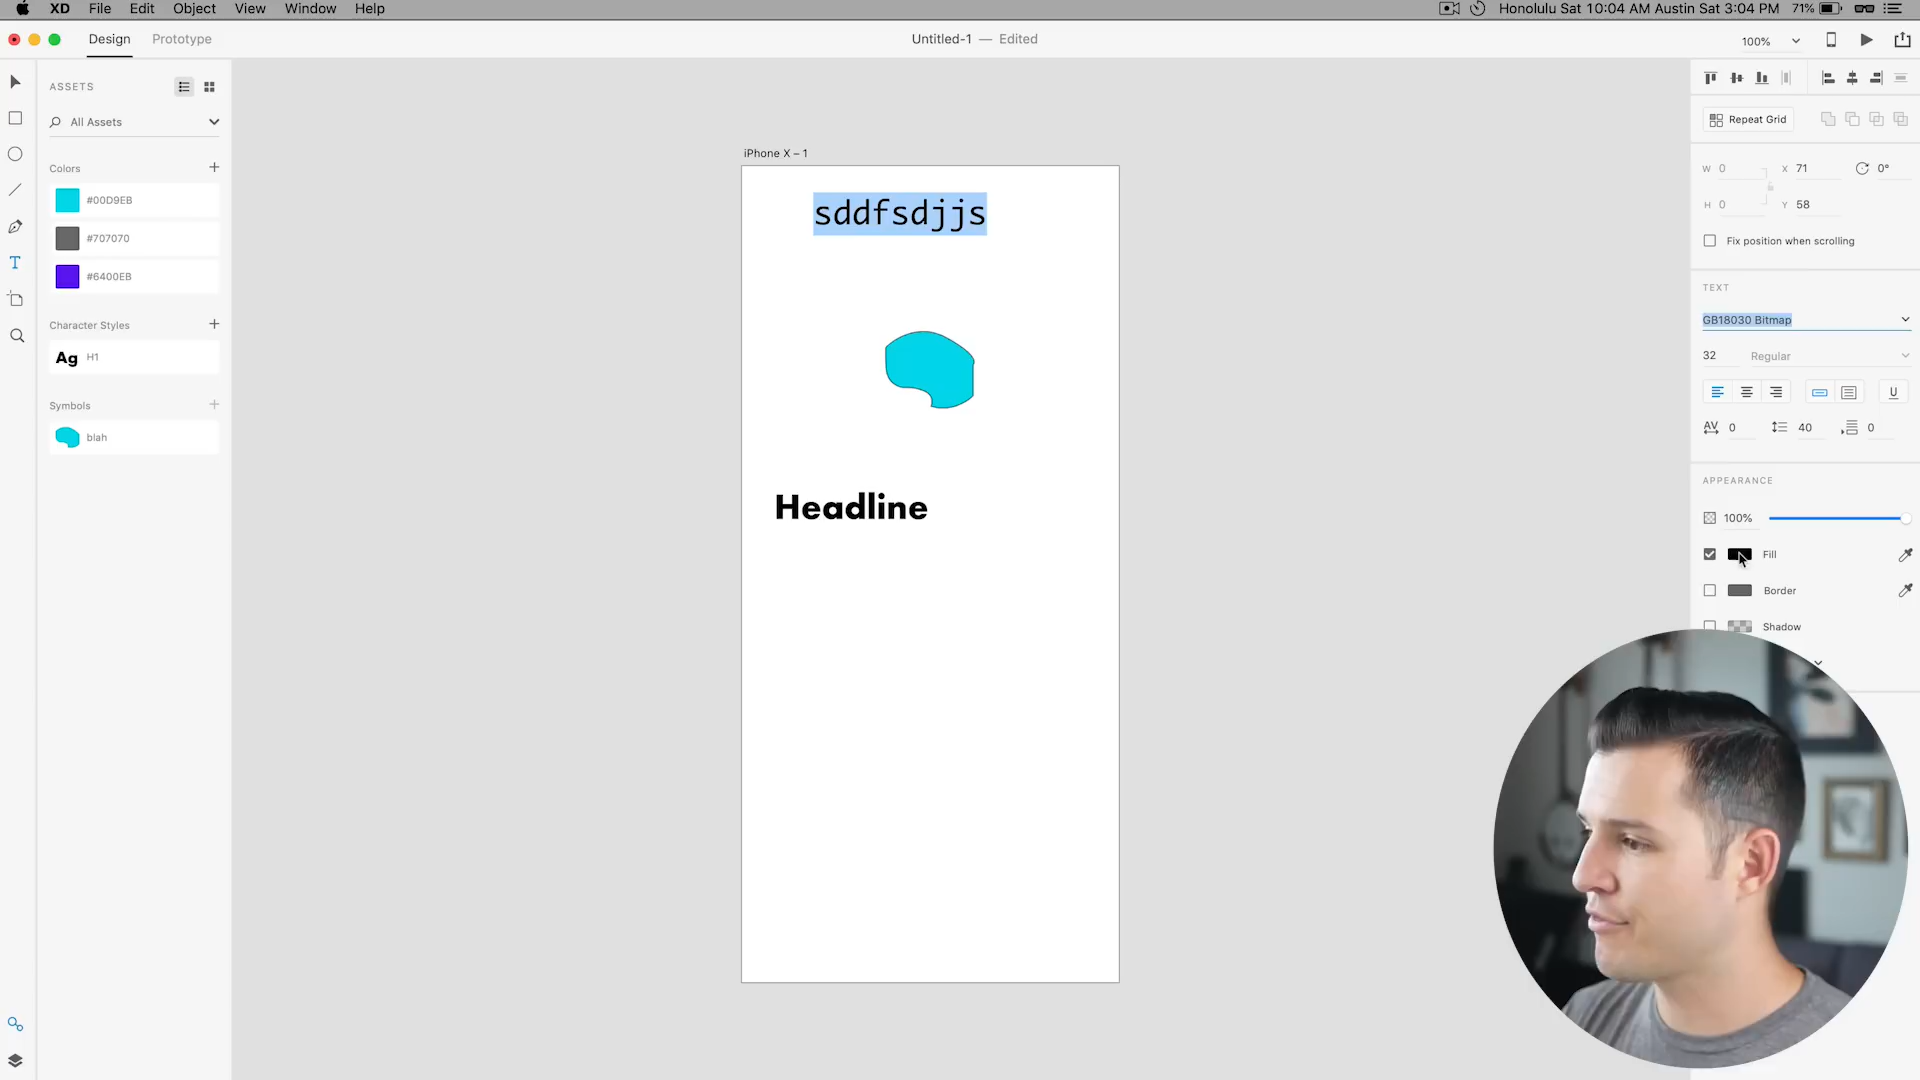 XD File Edit Object View Window Help
Honolulu Sat 10:04 AM Austin Sat 3:04 PM 71%
Design Prototype
Untitled-1 — Edited
100%
ASSETS
All Assets
Colors
#00D9EB
#707070
#6400EB
Character Styles
Ag H1
Symbols
blah
iPhone X – 1
sddfsdjjs
Headline
Repeat Grid
W 0 X 71 0°
H 0 Y 58
Fix position when scrolling
TEXT
GB18030 Bitmap
32 Regular
U
AV 0 40 0
APPEARANCE
100%
Fill
Border
Shadow